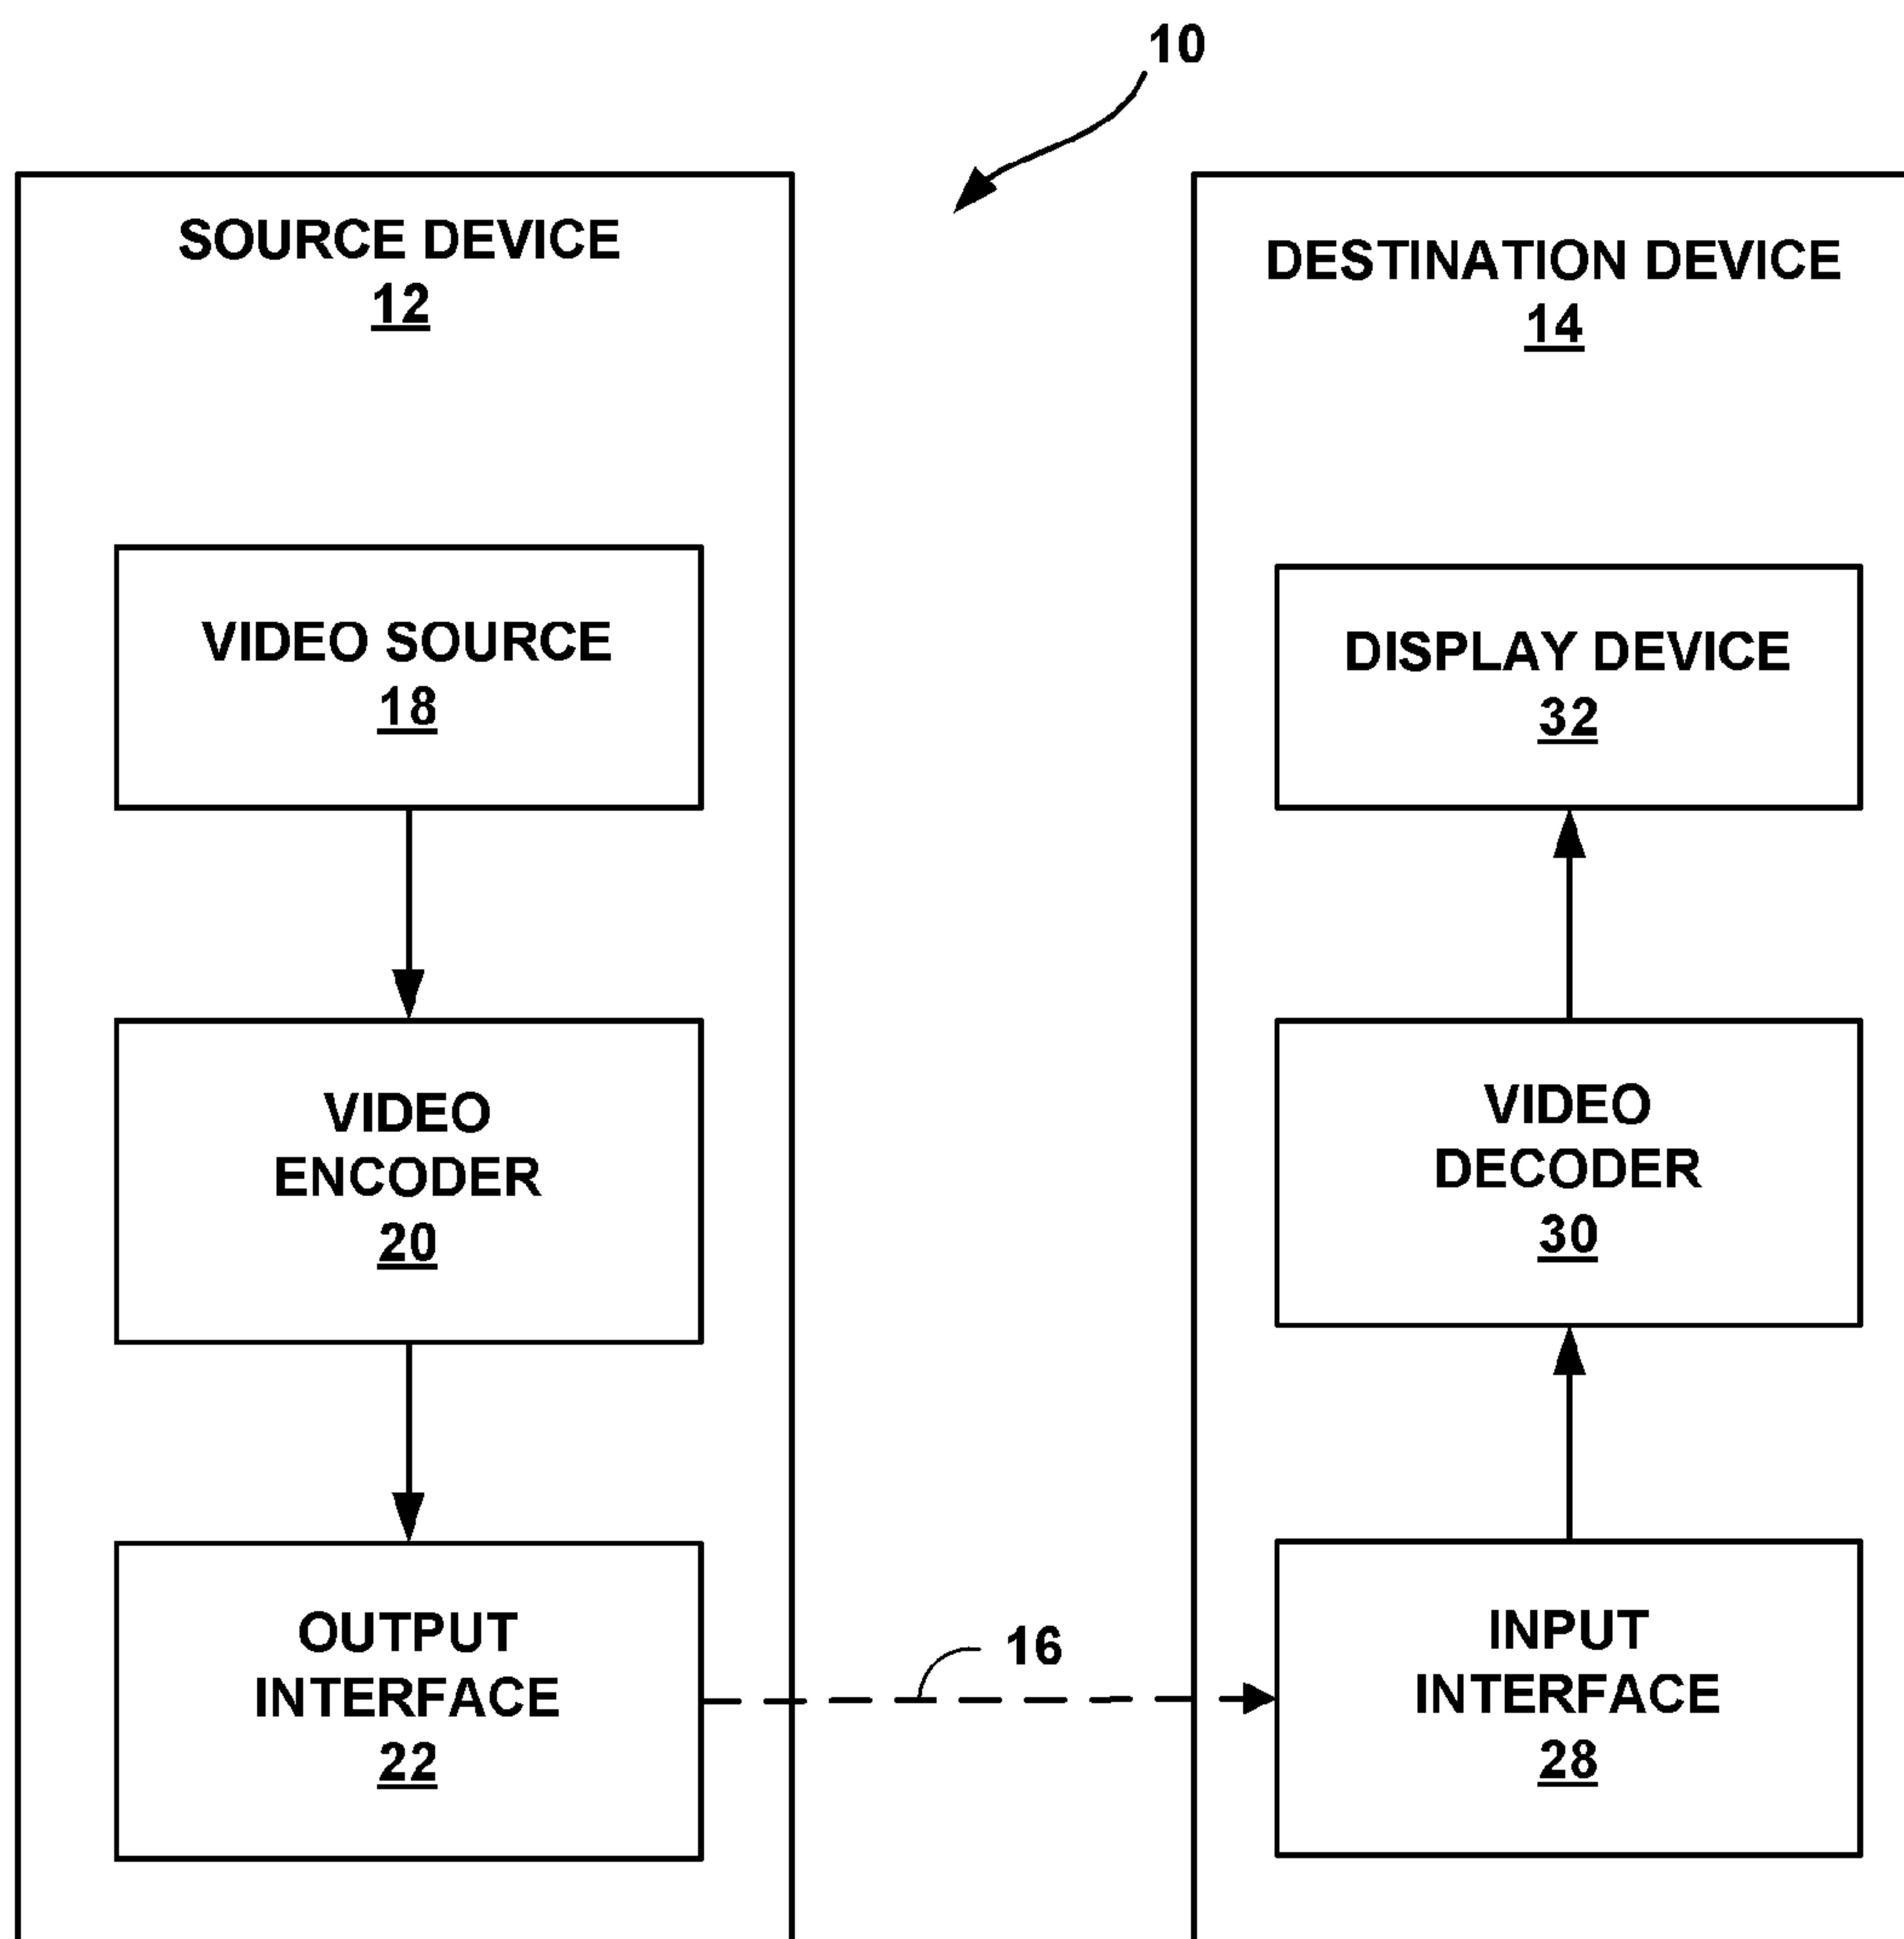 10
SOURCE DEVICE
12
VIDEO SOURCE
18
VIDEO
ENCODER
20
OUTPUT
INTERFACE
22
16
DESTINATION DEVICE
14
DISPLAY DEVICE
32
VIDEO
DECODER
30
INPUT
INTERFACE
28